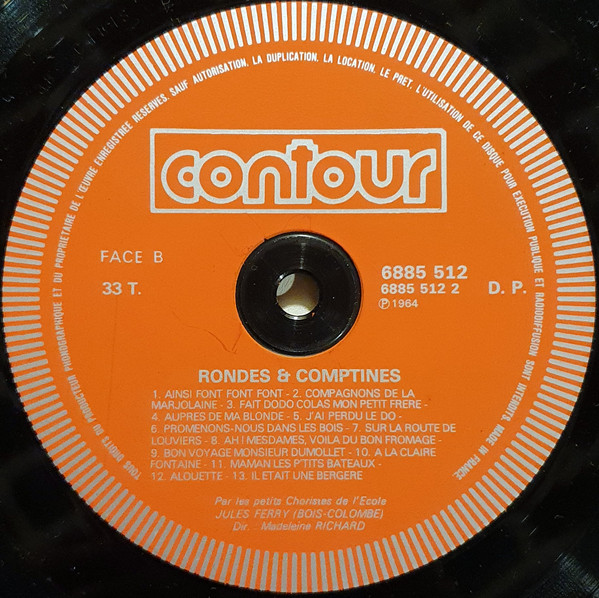 TOUS DROITS DU PRODUCTEUR PHONOGRAPHIQUE ET DU PROPRIETAIRE DE L'ŒUVRE ENREGISTREE RESERVES. SAUF AUTORISATION, LA DUPLICATION, LA LOCATION, LE PRET, L'UTILISATION DE CE DISQUE POUR EXECUTION PUBLIQUE ET RADIODIFFUSION SONT INTERDITS. MADE IN FRANCE
contour
FACE B
33 T.
6885 512
6885 512 2
D. P.
℗ 1964
RONDES & COMPTINES
1. AINSI FONT FONT FONT - 2. COMPAGNONS DE LA
MARJOLAINE - 3. FAIT DODO COLAS MON PETIT FRERE -
4. AUPRES DE MA BLONDE - 5. J'AI PERDU LE DO -
6. PROMENONS-NOUS DANS LES BOIS - 7. SUR LA ROUTE DE
LOUVIERS - 8. AH ! MESDAMES, VOILA DU BON FROMAGE -
9. BON VOYAGE MONSIEUR DUMOLLET - 10. A LA CLAIRE
FONTAINE - 11. MAMAN LES P'TITS BATEAUX -
12. ALOUETTE - 13. IL ETAIT UNE BERGERE
Par les petits Choristes de l'Ecole
JULES FERRY (BOIS-COLOMBE)
Dir. : Madeleine RICHARD